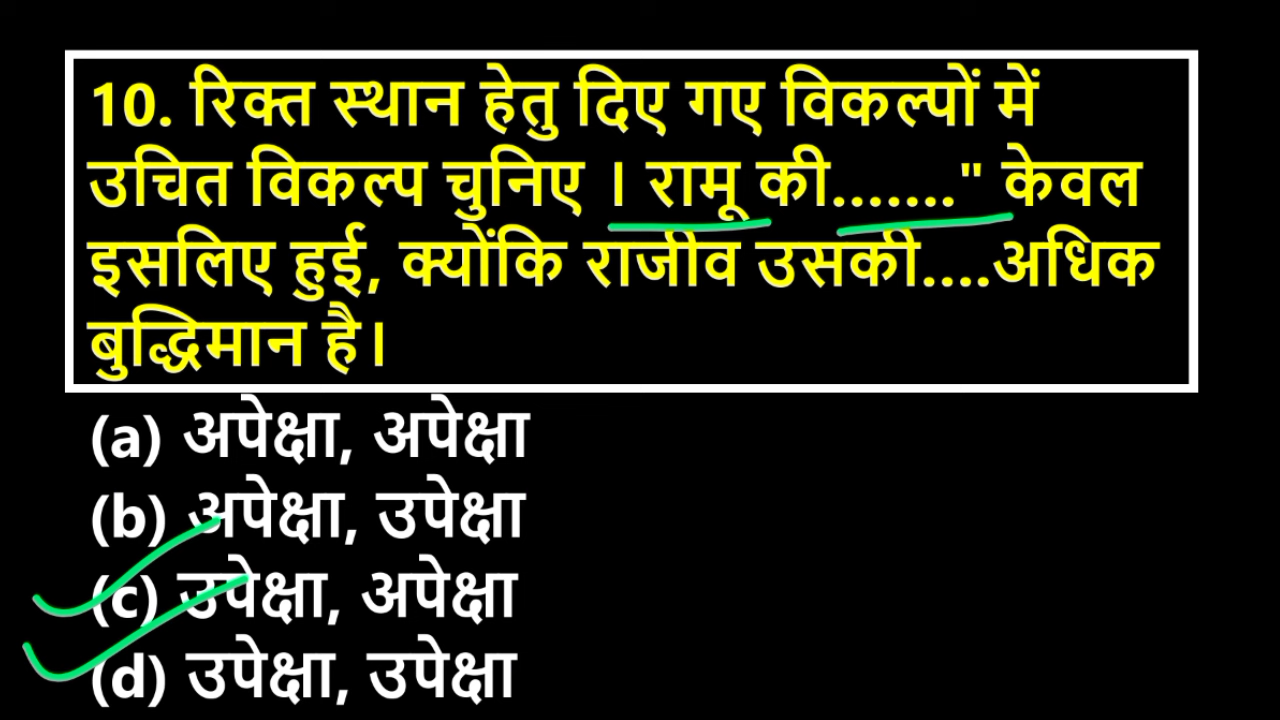 10. रिक्त स्थान हेतु दिए गए विकल्पों में
उचित विकल्प चुनिए । रामू की......." केवल
इसलिए हुई, क्योंकि राजीव उसकी....अधिक
बुद्धिमान है।
(a) अपेक्षा, अपेक्षा
(b) अपेक्षा, उपेक्षा
(c) उपेक्षा, अपेक्षा
(d) उपेक्षा, उपेक्षा